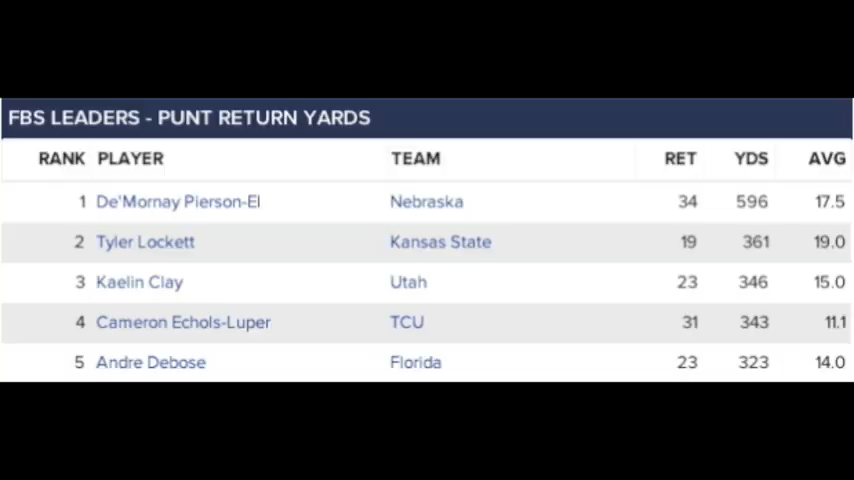 FBS LEADERS - PUNT RETURN YARDS
RANK PLAYER TEAM RET YDS AVG
1 De'Mornay Pierson-El Nebraska 34 596 17.5
2 Tyler Lockett Kansas State 19 361 19.0
3 Kaelin Clay Utah 23 346 15.0
4 Cameron Echols-Luper TCU 31 343 11.1
5 Andre Debose Florida 23 323 14.0